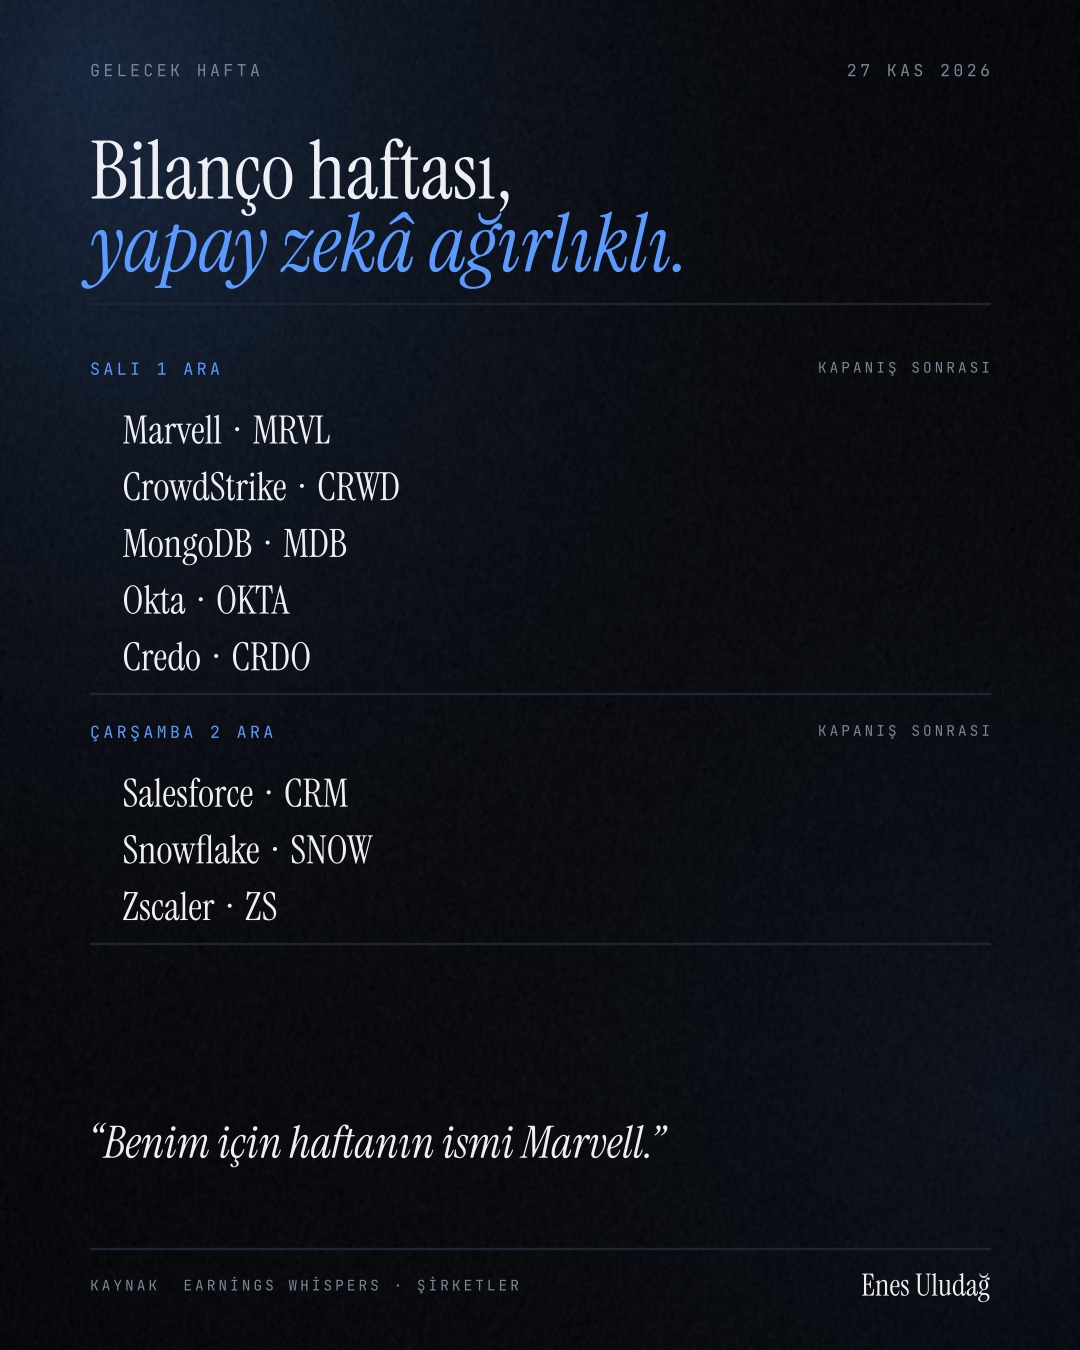 GELECEK HAFTA
27 KAS 2026
Bilanço haftası,
yapay zekâ ağırlıklı.
SALI 1 ARA
KAPANIŞ SONRASI
Marvell · MRVL
CrowdStrike · CRWD
MongoDB · MDB
Okta · OKTA
Credo · CRDO
ÇARŞAMBA 2 ARA
KAPANIŞ SONRASI
Salesforce · CRM
Snowflake · SNOW
Zscaler · ZS
“Benim için haftanın ismi Marvell.”
KAYNAK EARNİNGS WHİSPERS · ŞİRKETLER
Enes Uludağ